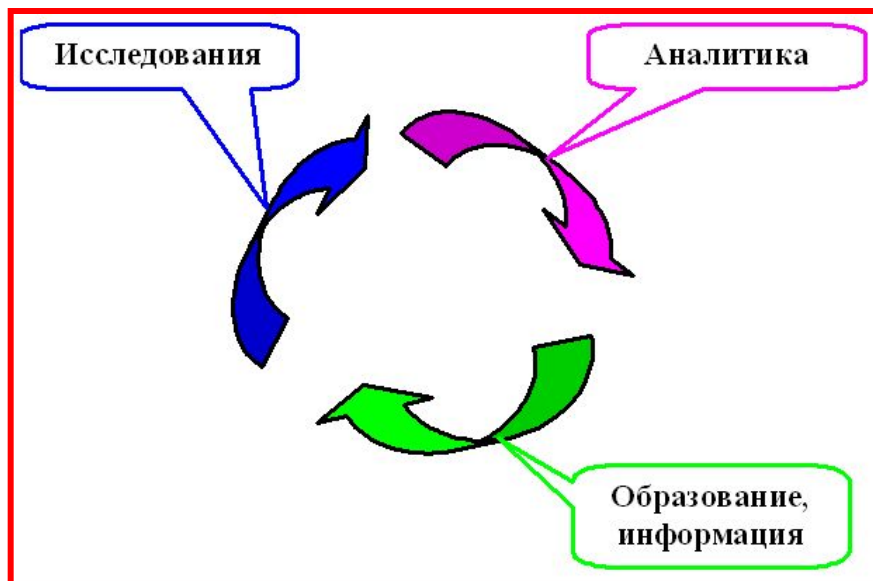 Исследования
Аналитика
Образование,
информация